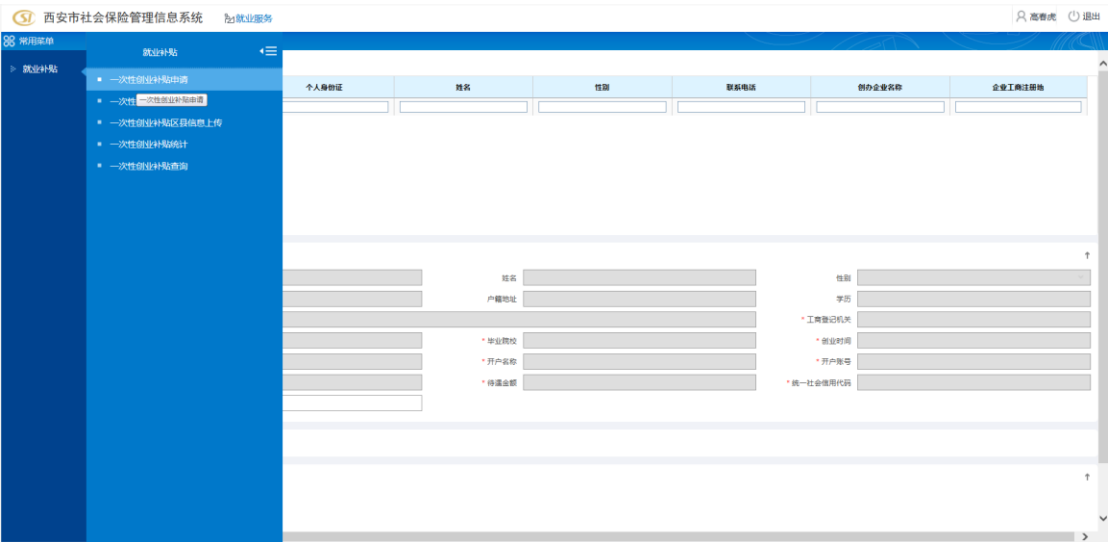 西安市社会保险管理信息系统 就业服务 高春虎 退出
常用菜单
就业补贴
就业补贴
一次性创业补贴申请
一次性
一次性创业补贴申请
一次性创业补贴区县信息上传
一次性创业补贴统计
一次性创业补贴查询
个人身份证 姓名 性别 联系电话 创办企业名称 企业工商注册地
姓名 性别
户籍地址 学历
* 工商登记机关
* 毕业院校 * 创业时间
* 开户名称 * 开户账号
* 待遇金额 * 统一社会信用代码